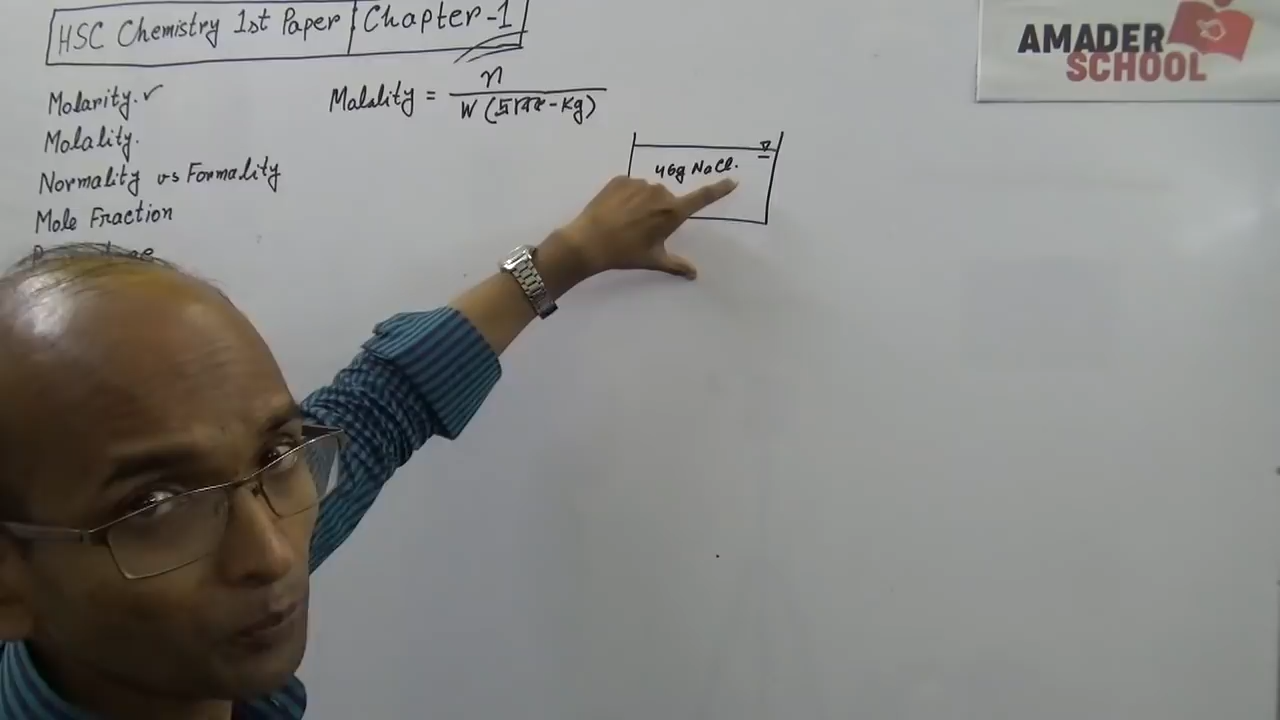 HSC Chemistry 1st Paper | Chapter-1
AMADER
SCHOOL
Molarity. ✓
Molality.
Normality vs Formality
Mole Fraction
Molality = n
W (দ্রাবক - Kg)
46g NaCl.